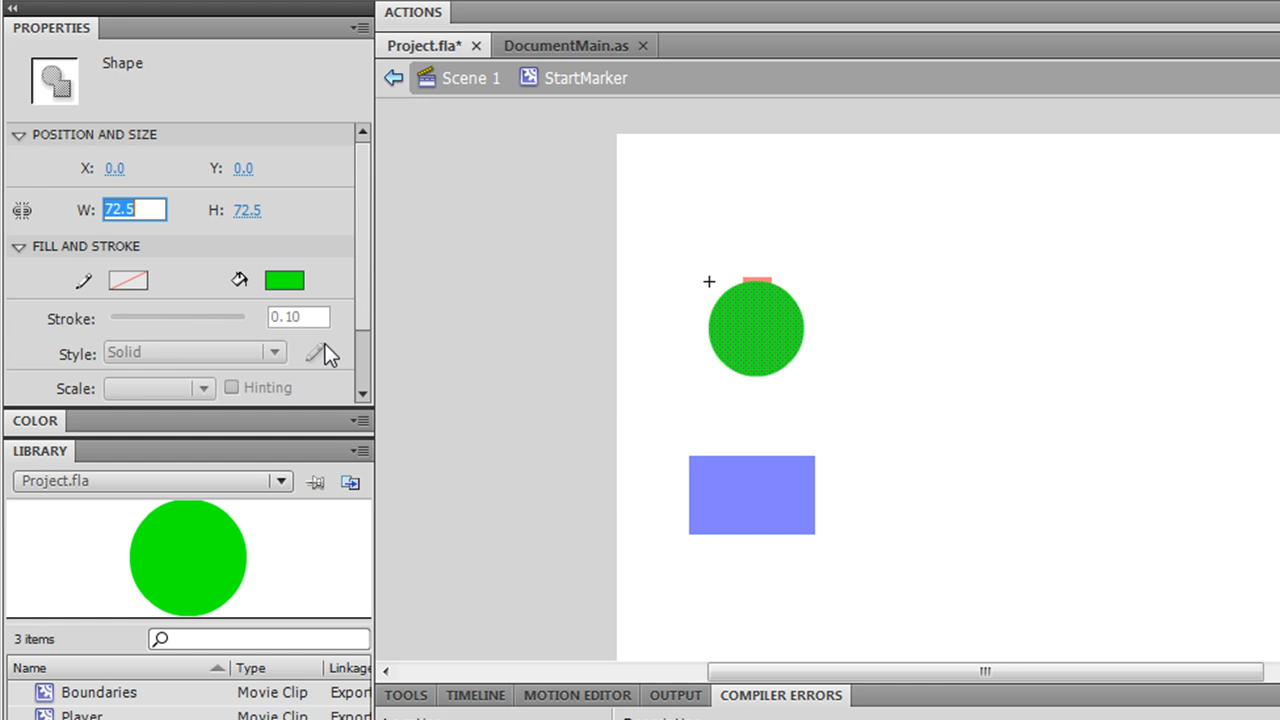 PROPERTIES
Shape
POSITION AND SIZE
X: 0.0 Y: 0.0
W: 72.5 H: 72.5
FILL AND STROKE
Stroke: 0.10
Style: Solid
Scale: Hinting
COLOR
LIBRARY
Project.fla
3 items
Name Type Linkag
Boundaries Movie Clip Export
Player Movie Clip Export
ACTIONS
Project.fla* DocumentMain.as
Scene 1 StartMarker
TOOLS TIMELINE MOTION EDITOR OUTPUT COMPILER ERRORS